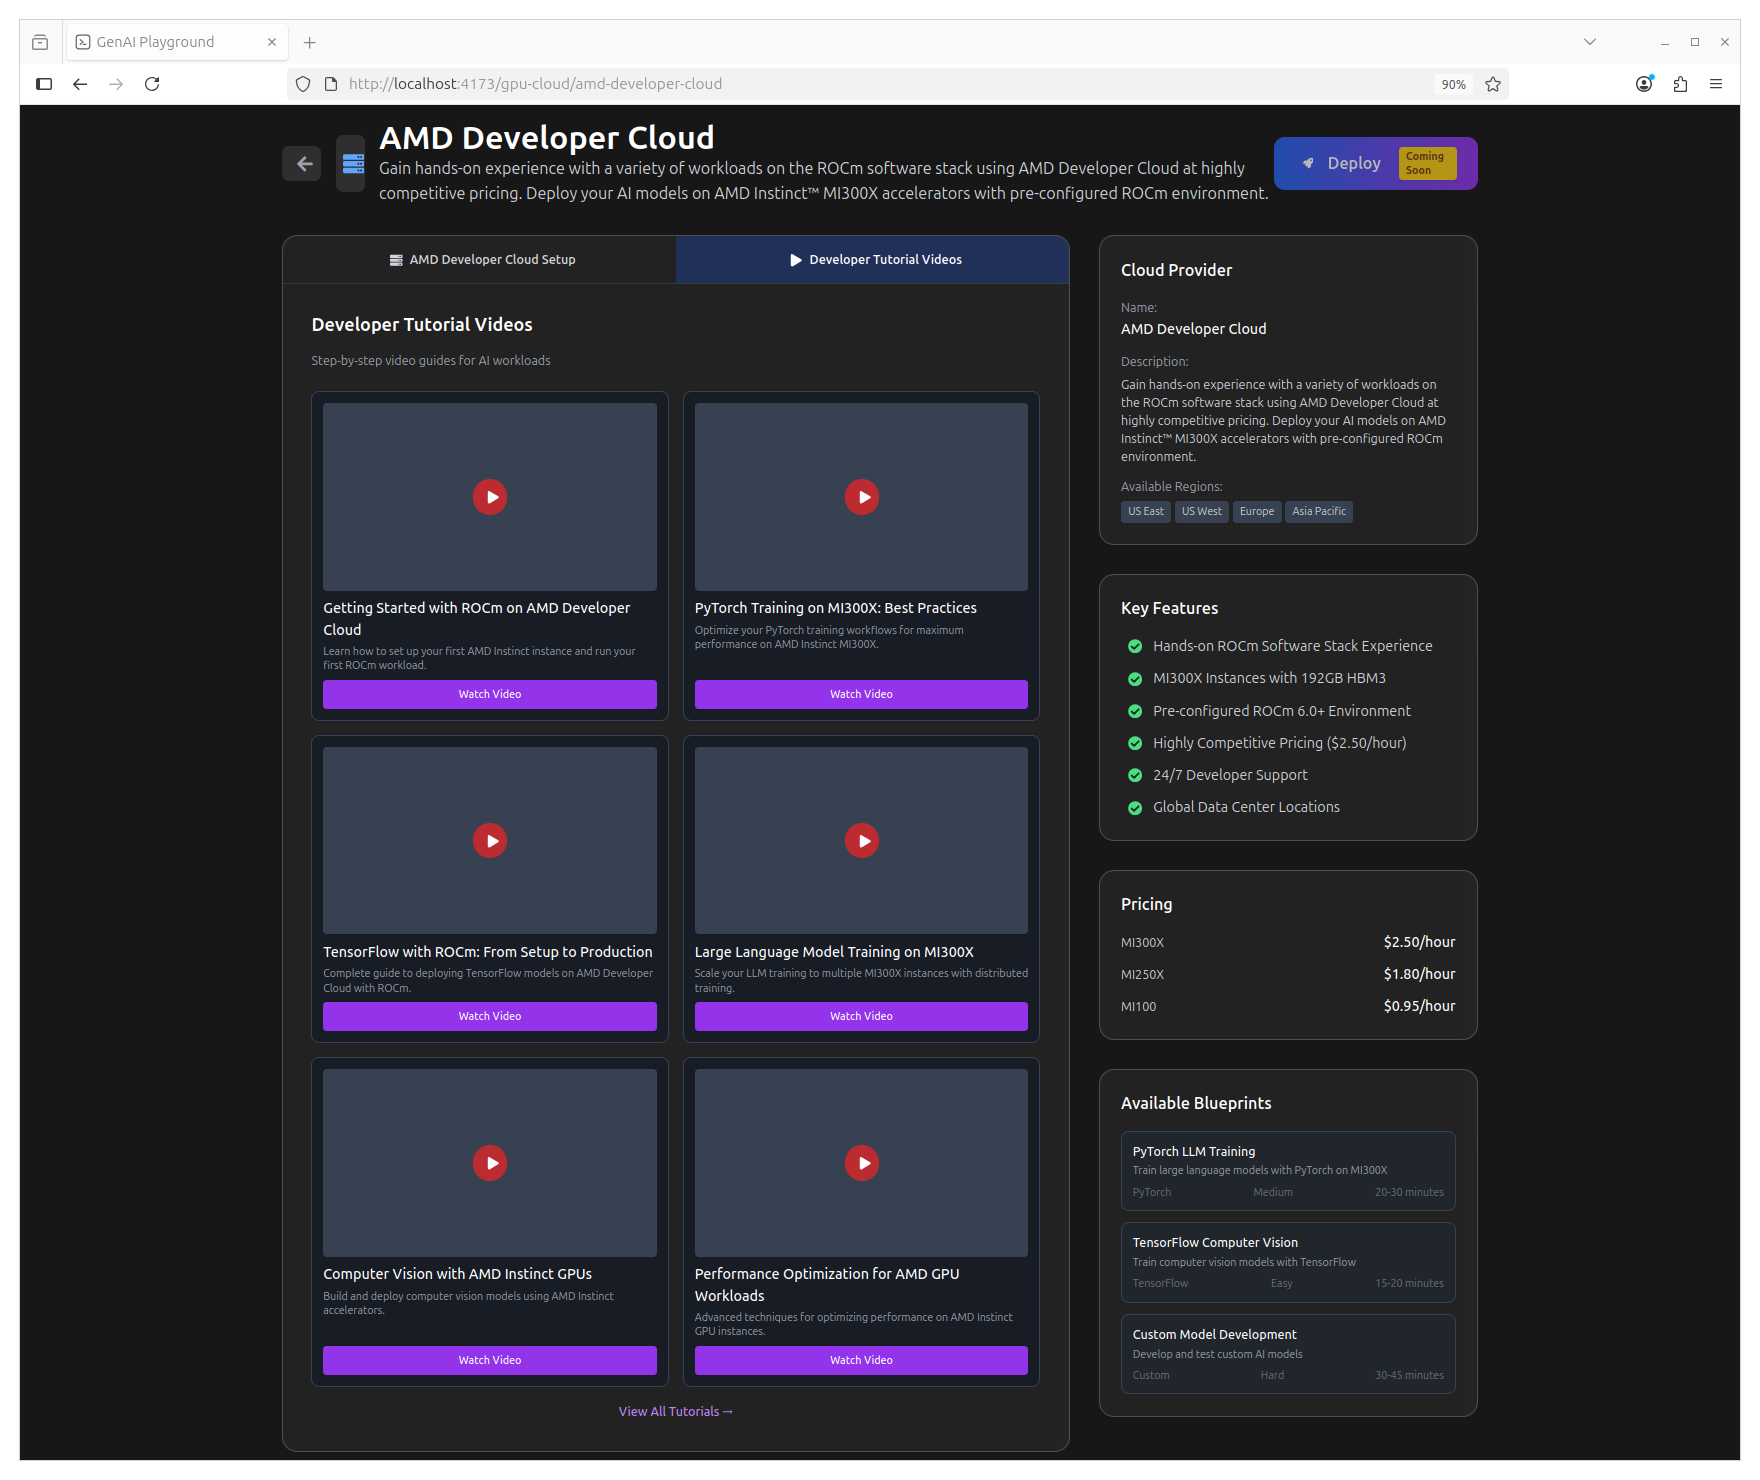 GenAI Playground
http://localhost:4173/gpu-cloud/amd-developer-cloud
90%
AMD Developer Cloud
Gain hands-on experience with a variety of workloads on the ROCm software stack using AMD Developer Cloud at highly
competitive pricing. Deploy your AI models on AMD Instinct™ MI300X accelerators with pre-configured ROCm environment.
Deploy
Coming
Soon
AMD Developer Cloud Setup
Developer Tutorial Videos
Developer Tutorial Videos
Step-by-step video guides for AI workloads
Getting Started with ROCm on AMD Developer
Cloud
Learn how to set up your first AMD Instinct instance and run your
first ROCm workload.
Watch Video
PyTorch Training on MI300X: Best Practices
Optimize your PyTorch training workflows for maximum
performance on AMD Instinct MI300X.
Watch Video
TensorFlow with ROCm: From Setup to Production
Complete guide to deploying TensorFlow models on AMD Developer
Cloud with ROCm.
Watch Video
Large Language Model Training on MI300X
Scale your LLM training to multiple MI300X instances with distributed
training.
Watch Video
Computer Vision with AMD Instinct GPUs
Build and deploy computer vision models using AMD Instinct
accelerators.
Watch Video
Performance Optimization for AMD GPU
Workloads
Advanced techniques for optimizing performance on AMD Instinct
GPU instances.
Watch Video
View All Tutorials →
Cloud Provider
Name:
AMD Developer Cloud
Description:
Gain hands-on experience with a variety of workloads on
the ROCm software stack using AMD Developer Cloud at
highly competitive pricing. Deploy your AI models on AMD
Instinct™ MI300X accelerators with pre-configured ROCm
environment.
Available Regions:
US East
US West
Europe
Asia Pacific
Key Features
Hands-on ROCm Software Stack Experience
MI300X Instances with 192GB HBM3
Pre-configured ROCm 6.0+ Environment
Highly Competitive Pricing ($2.50/hour)
24/7 Developer Support
Global Data Center Locations
Pricing
MI300X $2.50/hour
MI250X $1.80/hour
MI100 $0.95/hour
Available Blueprints
PyTorch LLM Training
Train large language models with PyTorch on MI300X
PyTorch Medium 20-30 minutes
TensorFlow Computer Vision
Train computer vision models with TensorFlow
TensorFlow Easy 15-20 minutes
Custom Model Development
Develop and test custom AI models
Custom Hard 30-45 minutes